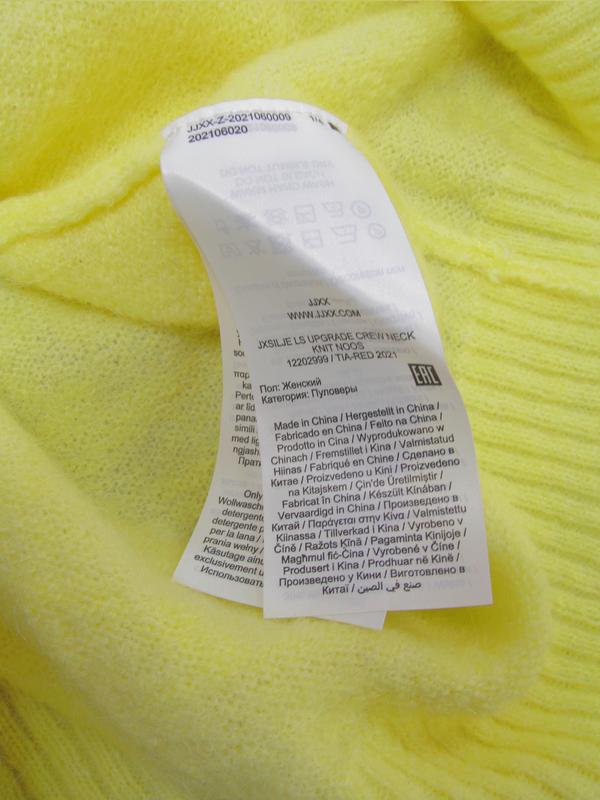 JJXX-Z-2021060009
1/4
202106020
JJXX
WWW.JJXX.COM
JXSILJE LS UPGRADE CREW NECK
KNIT NOOS
12202999 / TIA-RED 2021
Пол: Женский
Категория: Пуловеры
EAC
Made in China / Hergestellt in China /
Fabricado en China / Feito na China /
Prodotto in Cina / Wyprodukowano w
Chinach / Fremstillet i Kina / Valmistatud
Hiinas / Fabriqué en Chine / Сделано в
Китае / Proizvedeno u Kini / Proizvedeno
na Kitajskem / Çin'de Üretilmiştir /
Fabricat în China / Készült Kínában /
Vervaardigd in China / Произведено в
Китай / Παράγεται στην Κίνα / Valmistettu
Kiinassa / Tillverkad i Kina / Vyrobeno v
Číně / Ražots Ķīnā / Pagaminta Kinijoje /
Magħmul fiċ-Ċina / Vyrobené v Číne /
Produsert i Kina / Prodhuar në Kinë /
Произведено у Кини / Виготовлено в
Китаї / صنع في الصين
Only
Wollwasche
detergente
detergente p
per la lana /
prania wełny /
Käsutage ainu
exclusivement u
Использоват